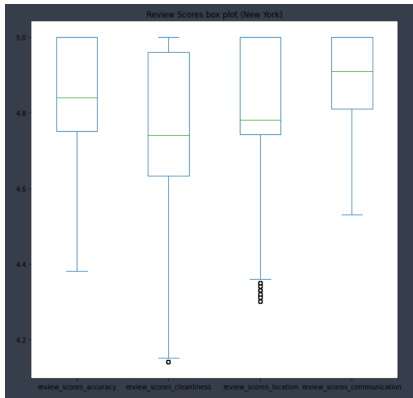 Review Scores box plot (New York)
5.0
4.8
4.6
4.4
4.2
review_scores_accuracy review_scores_cleanliness review_scores_location review_scores_communication